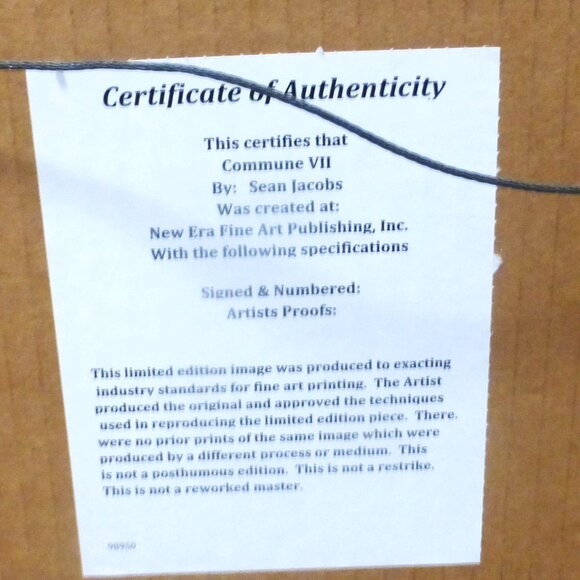 Certificate of Authenticity
This certifies that
Commune VII
By: Sean Jacobs
Was created at:
New Era Fine Art Publishing, Inc.
With the following specifications
Signed & Numbered:
Artists Proofs:
This limited edition image was produced to exacting
industry standards for fine art printing. The Artist
produced the original and approved the techniques
used in reproducing the limited edition piece. There
were no prior prints of the same image which were
produced by a different process or medium. This
is not a posthumous edition. This is not a restrike.
This is not a reworked master.
90950